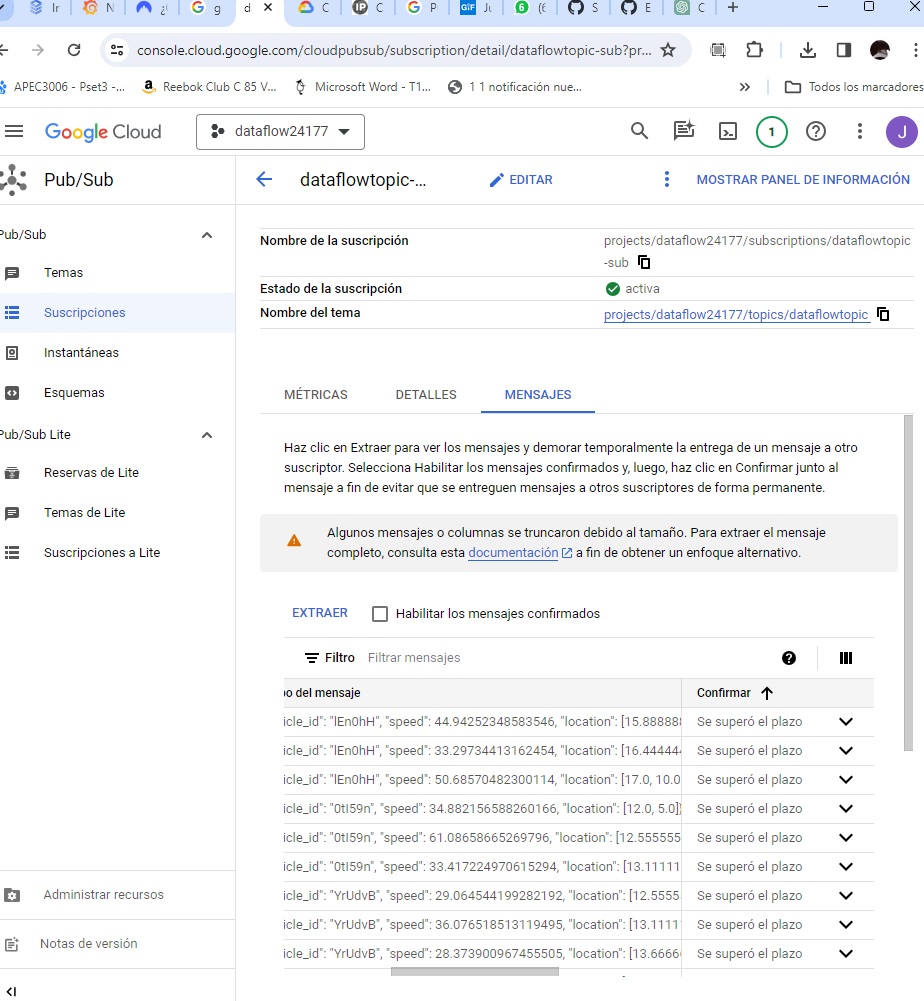 Ir
N
¿l
g
d
C
C
P
Ju
(6
S
E
C
console.cloud.google.com/cloudpubsub/subscription/detail/dataflowtopic-sub?pr...
APEC3006 - Pset3 -...
Reebok Club C 85 V...
Microsoft Word - T1...
1 1 notificación nue...
Todos los marcadores
Google Cloud
dataflow24177
1
J
Pub/Sub
dataflowtopic-...
EDITAR
MOSTRAR PANEL DE INFORMACIÓN
Pub/Sub
Temas
Suscripciones
Instantáneas
Esquemas
Pub/Sub Lite
Reservas de Lite
Temas de Lite
Suscripciones a Lite
Administrar recursos
Notas de versión
Nombre de la suscripción
projects/dataflow24177/subscriptions/dataflowtopic
-sub
Estado de la suscripción
activa
Nombre del tema
projects/dataflow24177/topics/dataflowtopic
MÉTRICAS
DETALLES
MENSAJES
Haz clic en Extraer para ver los mensajes y demorar temporalmente la entrega de un mensaje a otro
suscriptor. Selecciona Habilitar los mensajes confirmados y, luego, haz clic en Confirmar junto al
mensaje a fin de evitar que se entreguen mensajes a otros suscriptores de forma permanente.
Algunos mensajes o columnas se truncaron debido al tamaño. Para extraer el mensaje
completo, consulta esta documentación a fin de obtener un enfoque alternativo.
EXTRAER
Habilitar los mensajes confirmados
Filtro Filtrar mensajes
po del mensaje Confirmar
icle_id": "lEn0hH", "speed": 44.94252348583546, "location": [15.888888 Se superó el plazo
icle_id": "lEn0hH", "speed": 33.29734413162454, "location": [16.44444 Se superó el plazo
icle_id": "lEn0hH", "speed": 50.68570482300114, "location": [17.0, 10.0 Se superó el plazo
icle_id": "0tI59n", "speed": 34.882156588260166, "location": [12.0, 5.0]} Se superó el plazo
icle_id": "0tI59n", "speed": 61.08658665269796, "location": [12.555555 Se superó el plazo
icle_id": "0tI59n", "speed": 33.417224970615294, "location": [13.11111 Se superó el plazo
icle_id": "YrUdvB", "speed": 29.064544199282192, "location": [12.5555 Se superó el plazo
icle_id": "YrUdvB", "speed": 36.076518513119495, "location": [13.1111 Se superó el plazo
icle_id": "YrUdvB", "speed": 28.373900967455505, "location": [13.6666 Se superó el plazo